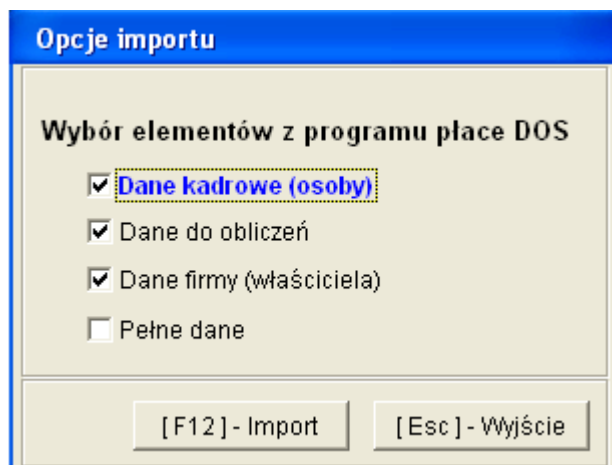 Opcje importu
Wybór elementów z programu płace DOS
Dane kadrowe (osoby)
Dane do obliczeń
Dane firmy (właściciela)
Pełne dane
[ F12 ] - Import [ Esc ] - Wyjście